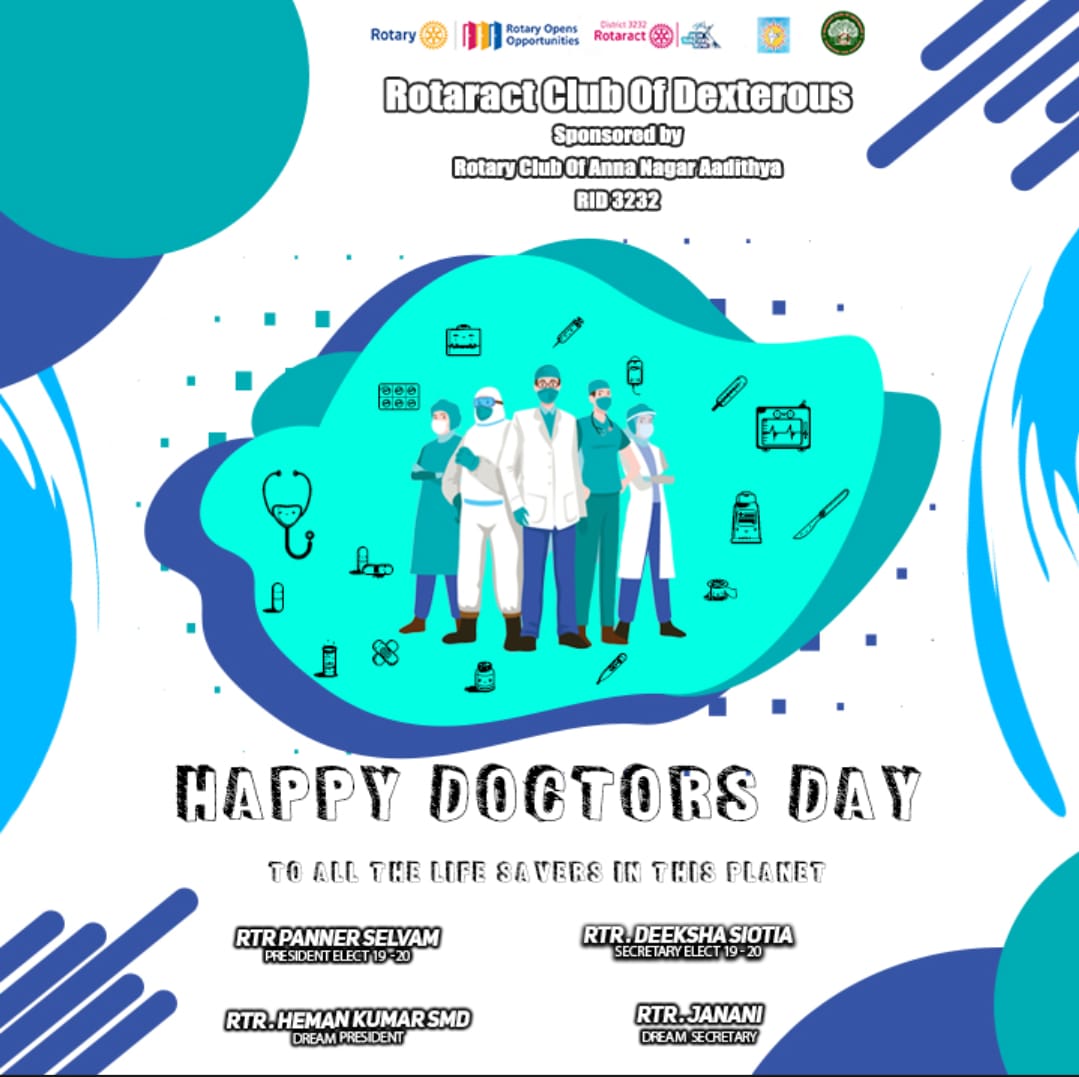 Rotary
Rotary Opens
Opportunities
District 3232
Rotaract
Rotaract Club Of Dexterous
Sponsored by
Rotary Club Of Anna Nagar Aadithya
RID 3232
HAPPY DOCTORS DAY
TO ALL THE LIFE SAVERS IN THIS PLANET
RTR PANNER SELVAM
PRESIDENT ELECT 19 -20
RTR . DEEKSHA SIOTIA
SECRETARY ELECT 19 - 20
RTR . HEMAN KUMAR SMD
DREAM PRESIDENT
RTR . JANANI
DREAM SECRETARY